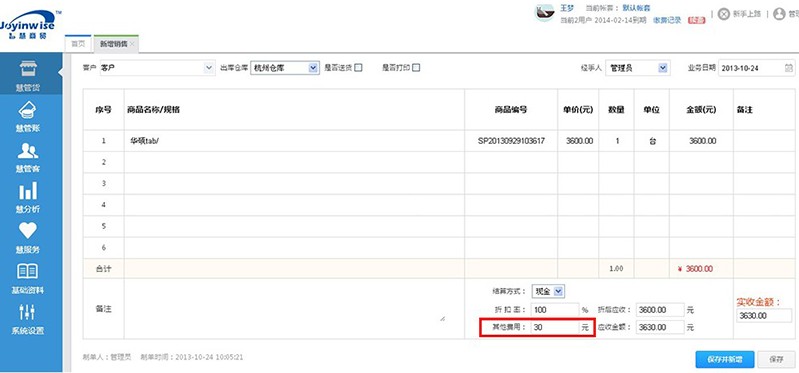 王梦 当前帐套： 默认帐套
当前2用户 2014-02-14到期 缴费记录 续费
新手上路
管理
Joyinwise TM
智慧商贸
首页 新增销售
客户 客户 出库仓库 杭州仓库 是否送货 是否打印 经手人 管理员 业务日期 2013-10-24
慧管货
慧管账
慧管客
慧分析
慧服务
基础资料
系统设置
序号 商品名称/规格 商品编号 单价(元) 数量 单位 金额(元) 备注
1 华硕tab/ SP20130929103617 3600.00 1 台 3600.00
2
3
4
5
6
合计 1.00 ¥ 3600.00
备注
结算方式： 现金
折 扣 率： 100 % 折后应收： 3600.00 元
其他费用： 30 元 应收金额： 3630.00 元
实收金额：
3630.00
制单人：管理员 制单时间：2013-10-24 10:05:21
保存并新增 保存